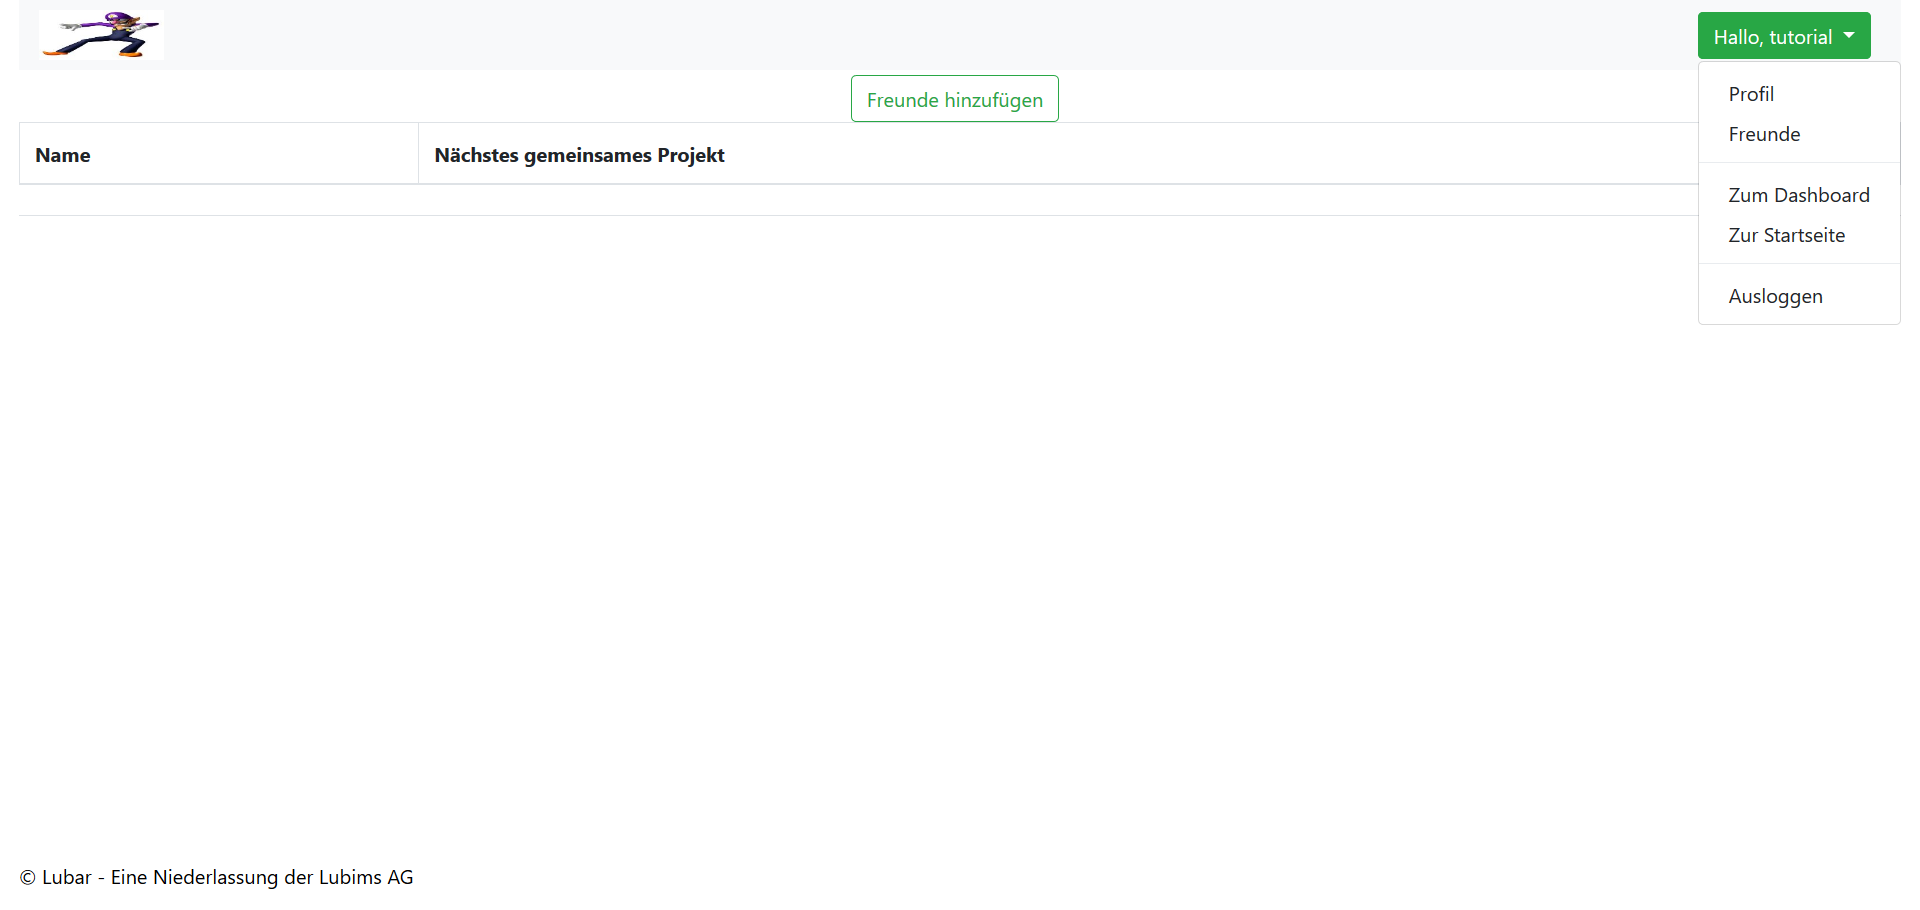 Hallo, tutorial
Profil
Freunde
Zum Dashboard
Zur Startseite
Ausloggen
Freunde hinzufügen
Name
Nächstes gemeinsames Projekt
© Lubar - Eine Niederlassung der Lubims AG